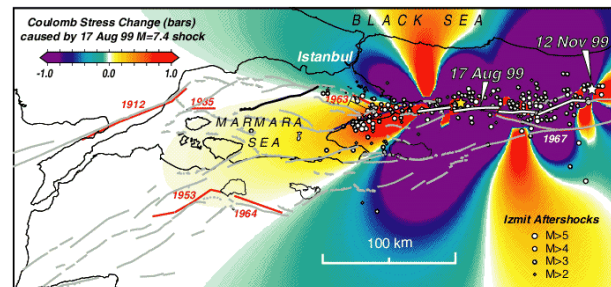 Coulomb Stress Change (bars)
caused by 17 Aug 99 M=7.4 shock
-1.0 0.0 1.0
BLACK SEA
Istanbul
12 Nov 99
17 Aug 99
1912
1935
1963
MARMARA
SEA
1967
1953
1964
100 km
Izmit Aftershocks
M>5
M>4
M>3
M>2